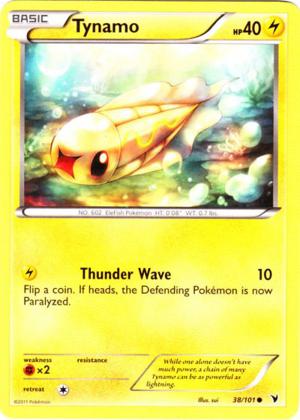 BASIC
Tynamo
HP40
NO. 602 EleFish Pokémon HT. 0'08" WT. 0.7 lbs.
Thunder Wave 10
Flip a coin. If heads, the Defending Pokémon is now
Paralyzed.
weakness resistance
×2
retreat
While one alone doesn't have
much power, a chain of many
Tynamo can be as powerful as
lightning.
©2011 Pokémon
Illus. sui
38/101